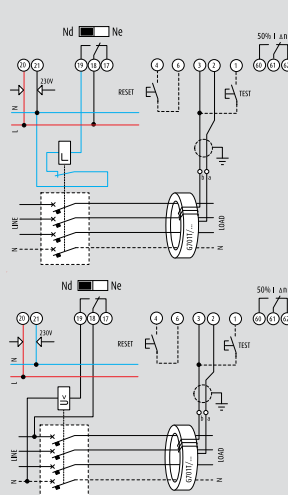 Nd Ne
50% I Δn
20 21 19 18 17 4 6 3 2 1 60 61 62
230V
RESET
TEST
N
L
b a
LINE
N
G701T/...
LOAD
N
Nd Ne
50% I Δn
20 21 19 18 17 4 6 3 2 1 60 61 62
230V
RESET
TEST
N
L
U<
b a
LINE
N
G701T/...
LOAD
N